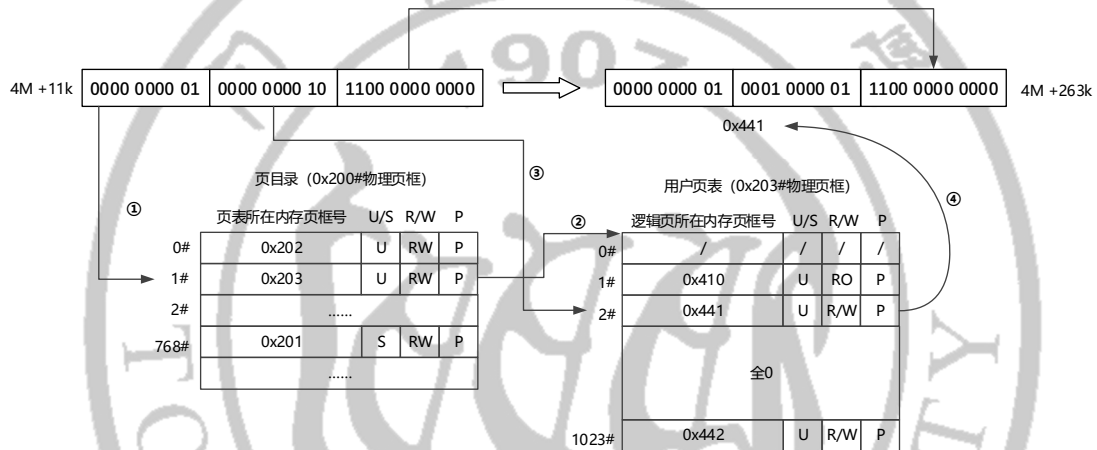 4M +11k 0000 0000 01 0000 0000 10 1100 0000 0000 0000 0000 01 0001 0000 01 1100 0000 0000 4M +263k
0x441
③
页目录（0x200#物理页框） 用户页表（0x203#物理页框）
① ④
页表所在内存页框号 U/S R/W P ② 逻辑页所在内存页框号 U/S R/W P
0# 0x202 U RW P 0# / / / /
1# 0x203 U RW P 1# 0x410 U RO P
2# …… 2# 0x441 U R/W P
768# 0x201 S RW P
…… 全0
1023# 0x442 U R/W P
1907